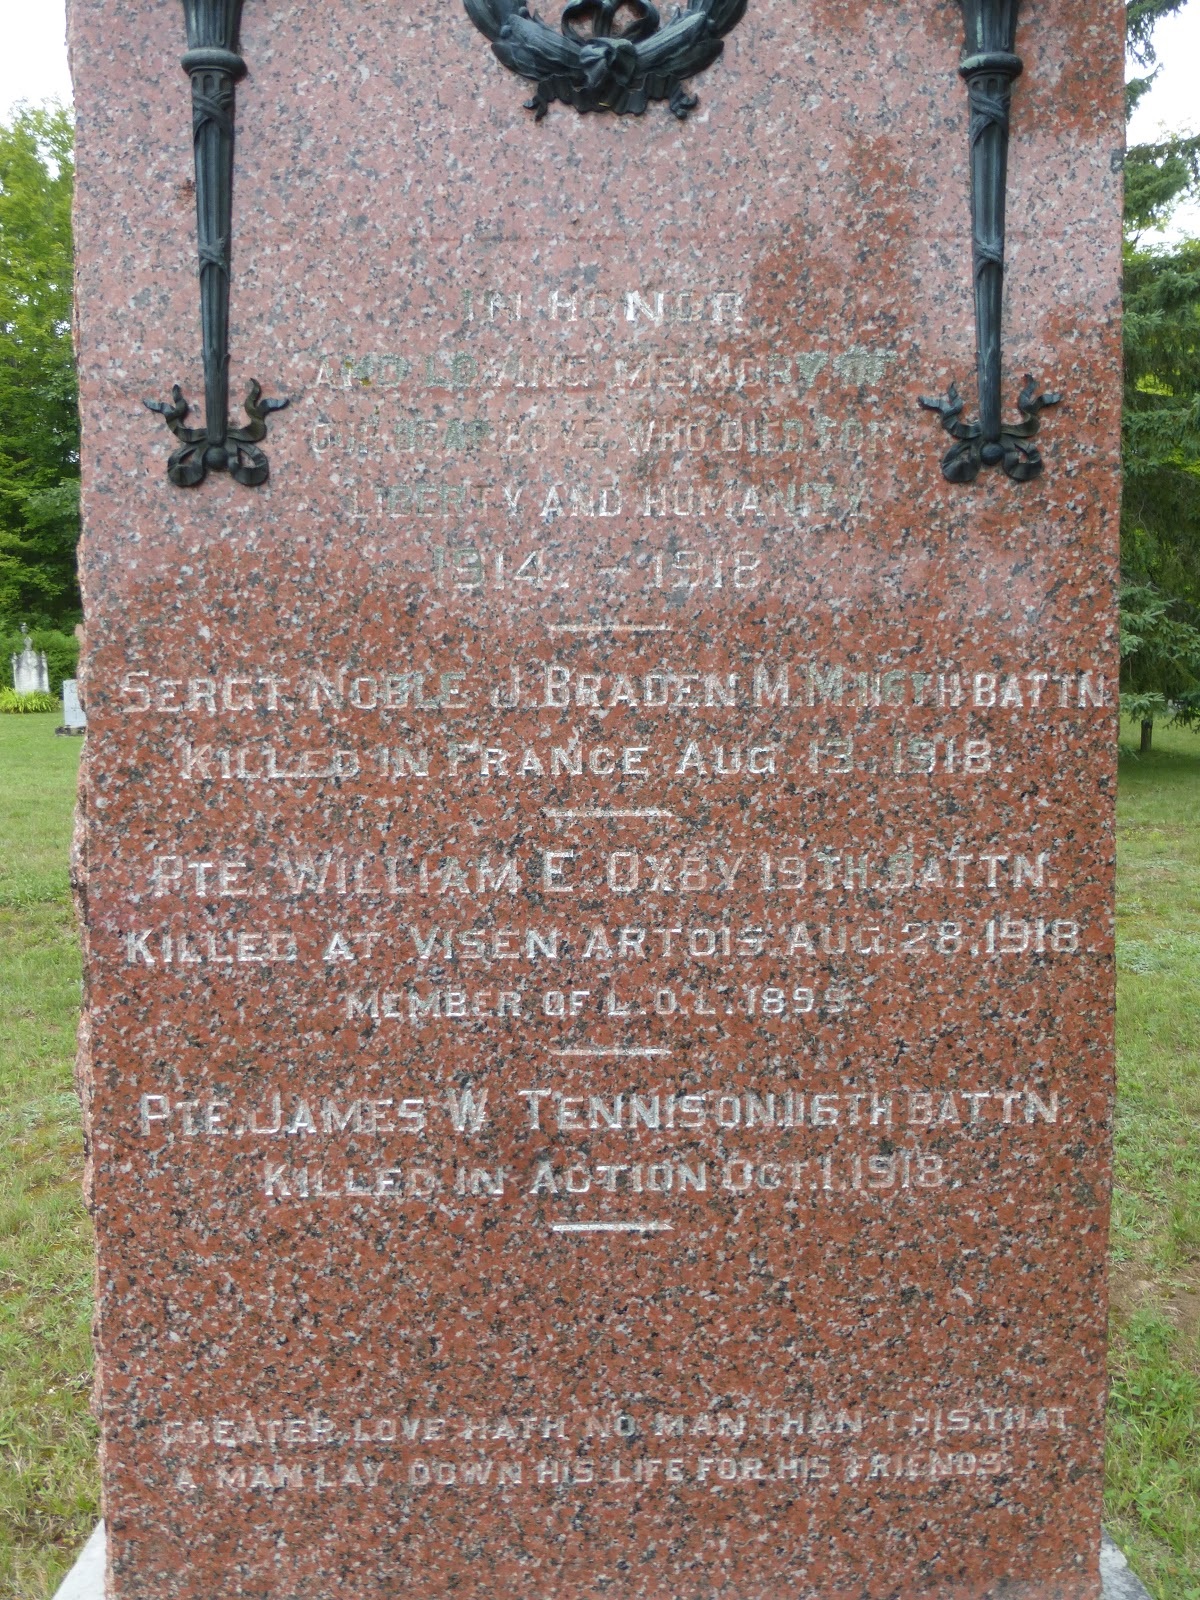 IN HONOR
AND LOVING MEMORY OF
OUR DEAR BOYS, WHO DIED FOR
LIBERTY AND HUMANITY
1914. - 1918
SERGT. NOBLE J. BRADEN M.M. 116TH BATTN
KILLED IN FRANCE AUG. 13. 1918.
PTE. WILLIAM E. OXBY 19TH. BATTN.
KILLED AT VISEN ARTOIS. AUG. 28. 1918.
MEMBER OF L.O.L. 1899.
PTE. JAMES W. TENNISON. 116TH BATTN.
KILLED IN ACTION OCT. 1. 1918.
GREATER LOVE HATH NO MAN THAN THIS, THAT
A MAN LAY DOWN HIS LIFE FOR HIS FRIENDS.